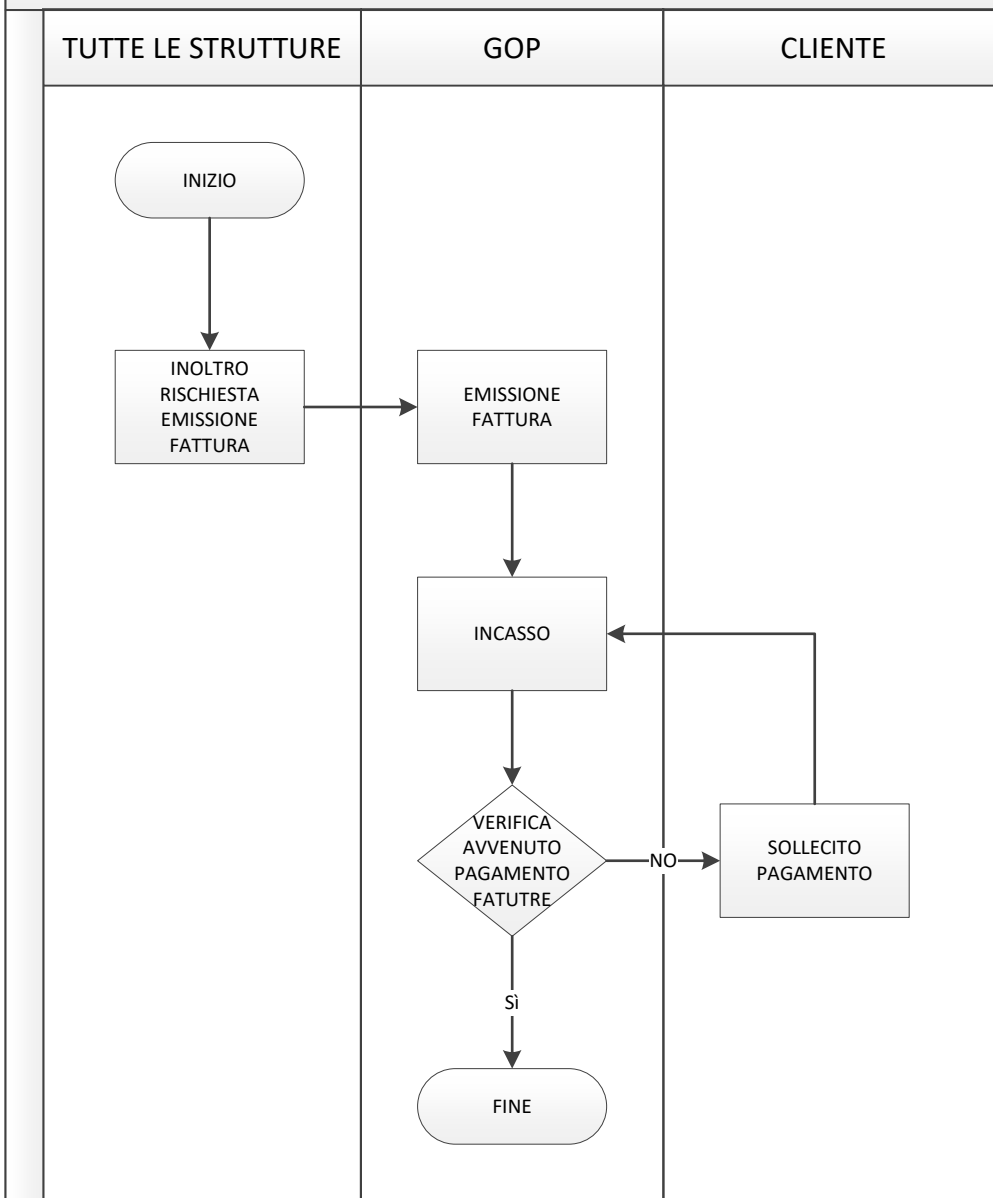 TUTTE LE STRUTTURE
GOP
CLIENTE
INIZIO
INOLTRO
RISCHIESTA
EMISSIONE
FATTURA
EMISSIONE
FATTURA
INCASSO
VERIFICA
AVVENUTO
PAGAMENTO
FATUTRE
NO
SOLLECITO
PAGAMENTO
Sì
FINE